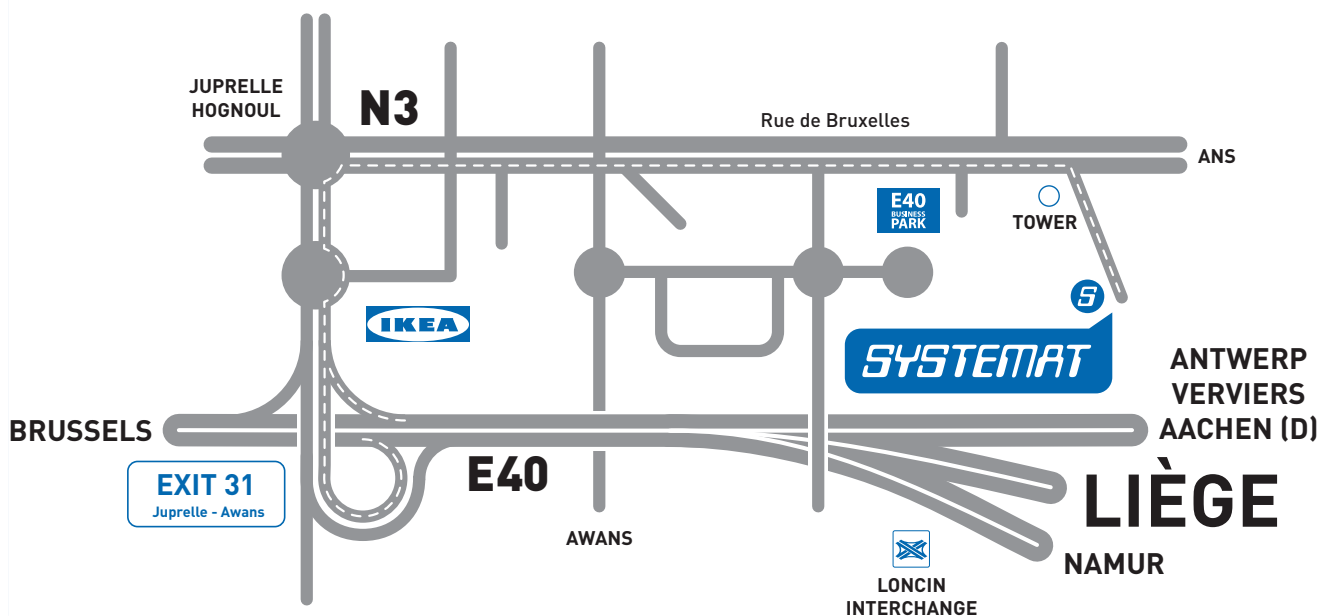 JUPRELLE
HOGNOUL
N3
Rue de Bruxelles
ANS
E40
BUSINESS
PARK
TOWER
S
IKEA
SYSTEMAT
ANTWERP
VERVIERS
AACHEN (D)
BRUSSELS
EXIT 31
Juprelle - Awans
E40
LIÈGE
AWANS
NAMUR
LONCIN
INTERCHANGE